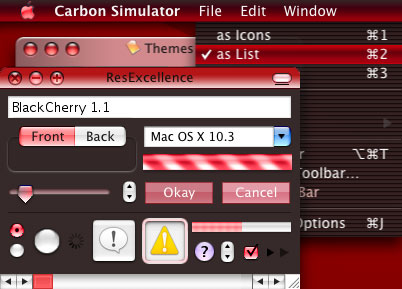 Carbon Simulator File Edit Window
as Icons ⌘1
Themes
✓ as List ⌘2
⌘3
ResExcellence
BlackCherry 1.1
Front Back
Mac OS X 10.3
r ⌥⌘T
Toolbar...
Okay Cancel
Bar
Options ⌘J
?